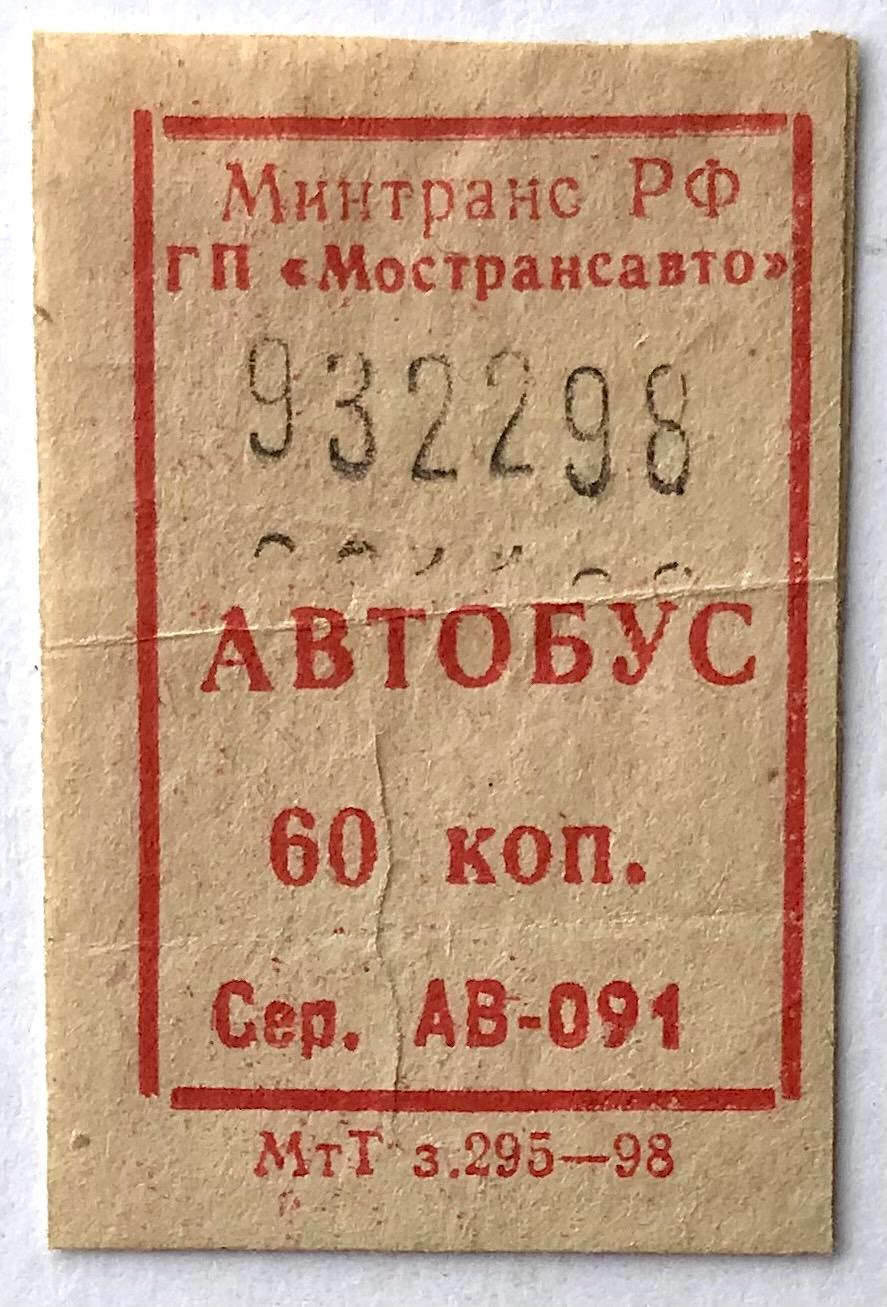 Минтранс РФ
ГП «Мострансавто»
932298
АВТОБУС
60 коп.
Сер. АВ-091
МтТ з.295—98